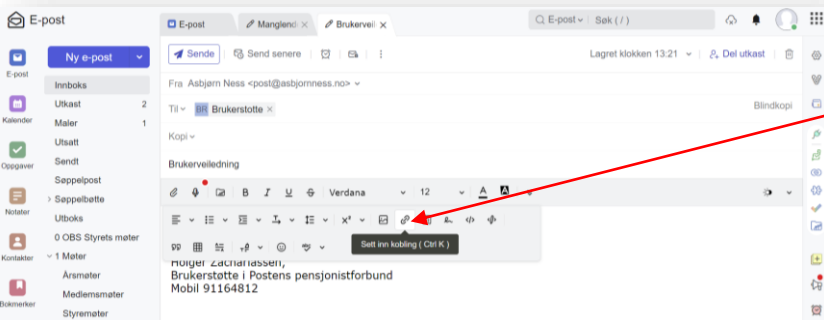 E-post
E-post
Manglend
Brukervei
E-post
Søk ( / )
Ny e-post
Sende
Send senere
Lagret klokken 13:21
Del utkast
E-post
Innboks
Fra Asbjørn Ness <post@asbjornness.no>
Utkast 2
Til BR Brukerstotte
Blindkopi
Kalender
Maler 1
Kopi
Utsatt
Oppgaver
Sendt
Brukerveiledning
Søppelpost
B I U Verdana 12 A A
Notater
Søppelbøtte
Utboks
0 OBS Styrets møter
Sett inn kobling ( Ctrl K )
Kontakter
1 Møter
Holger Zachariassen,
Årsmøter
Brukerstøtte i Postens pensjonistforbund
Bokmerker
Medlemsmøter
Mobil 91164812
Styremøter